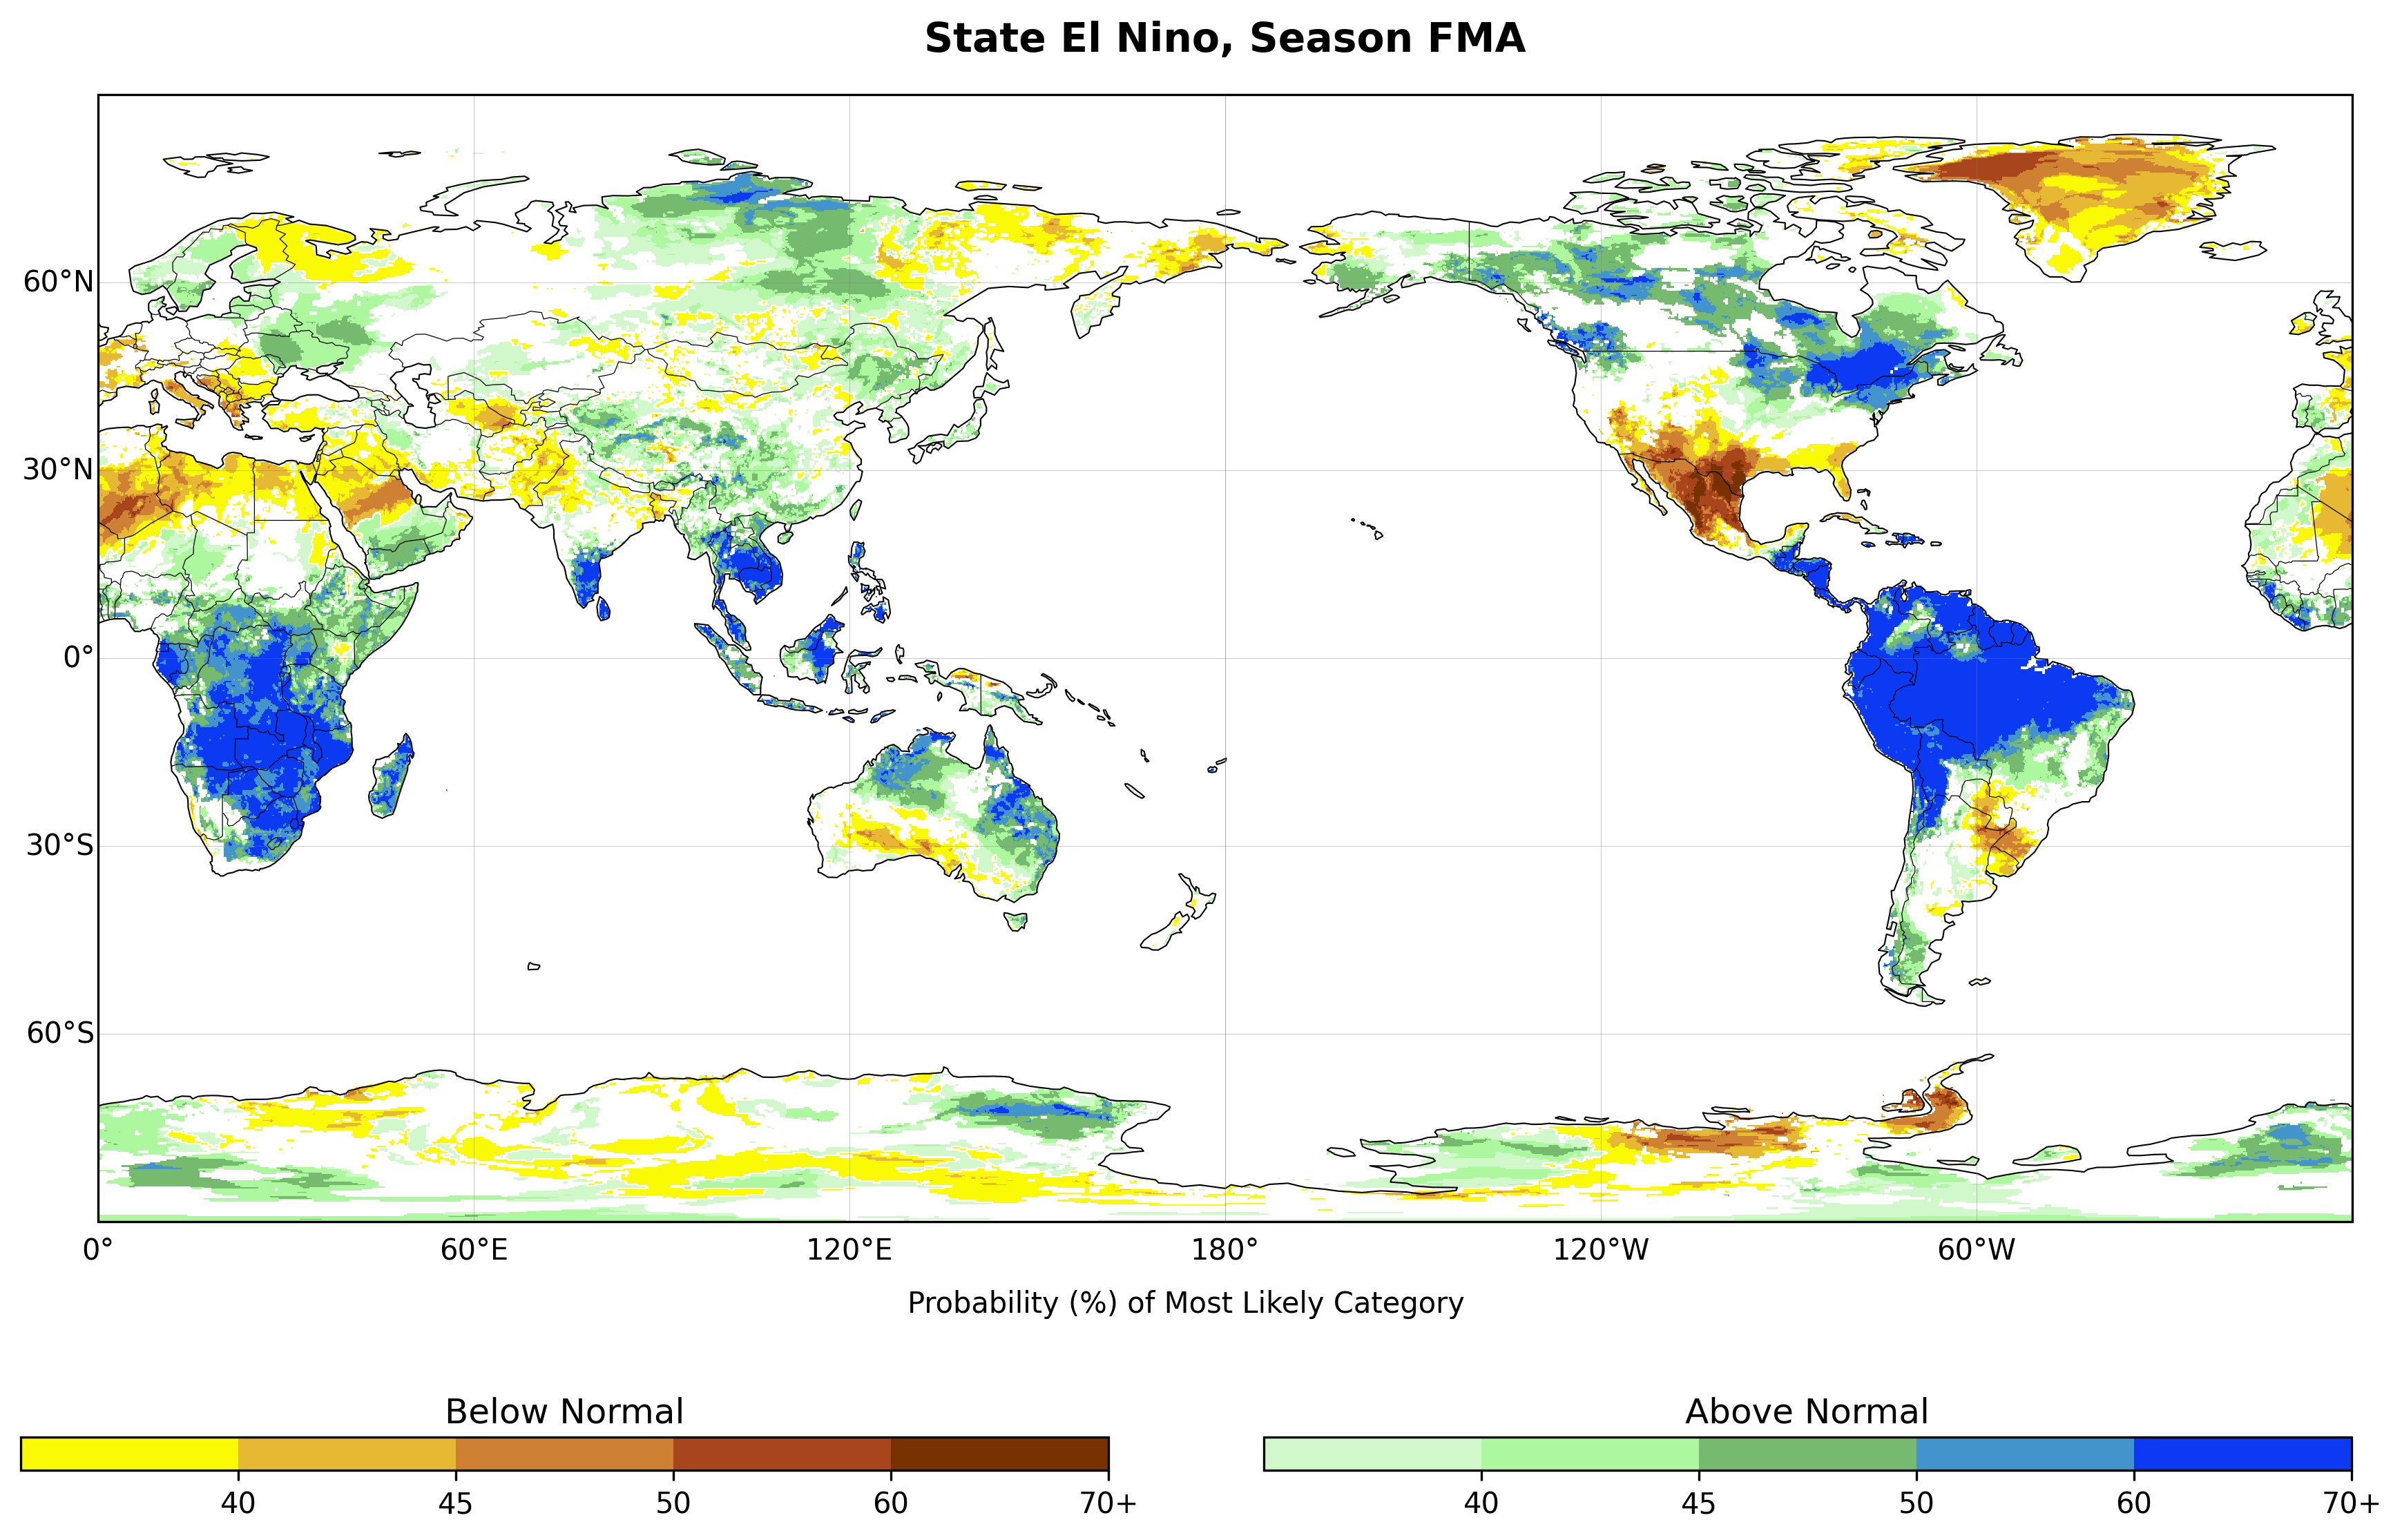 State El Nino, Season FMA
60°N
30°N
0°
30°S
60°S
0° 60°E 120°E 180° 120°W 60°W
Probability (%) of Most Likely Category
Below Normal Above Normal
40 45 50 60 70+ 40 45 50 60 70+